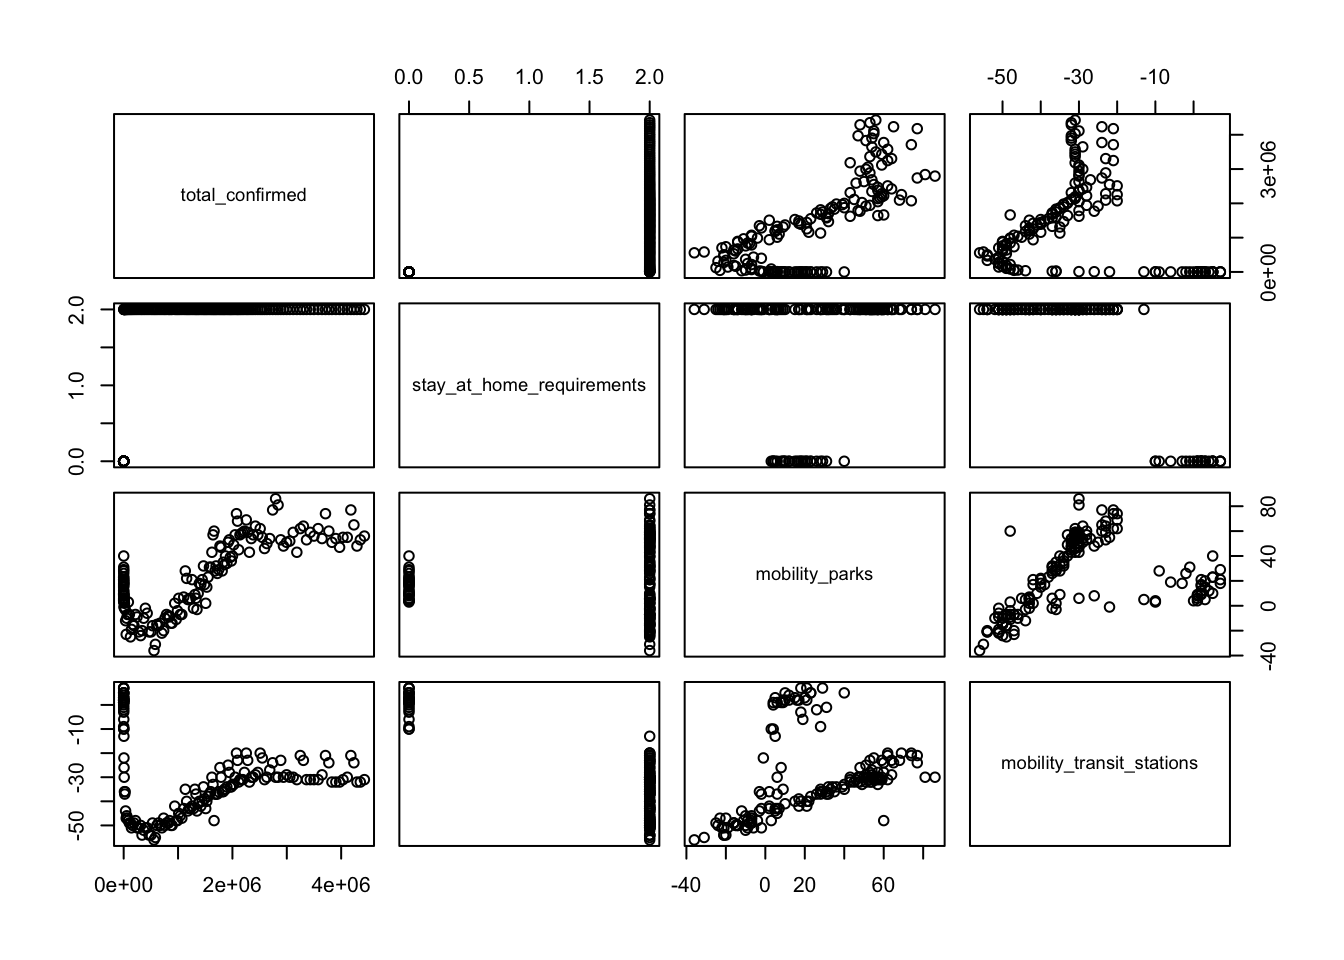 0.0 0.5 1.0 1.5 2.0 -50 -30 -10
total_confirmed
0e+00 3e+06
0.0 1.0 2.0
stay_at_home_requirements
mobility_parks
-40 0 40 80
-50 -30 -10
mobility_transit_stations
0e+00 2e+06 4e+06 -40 0 20 60